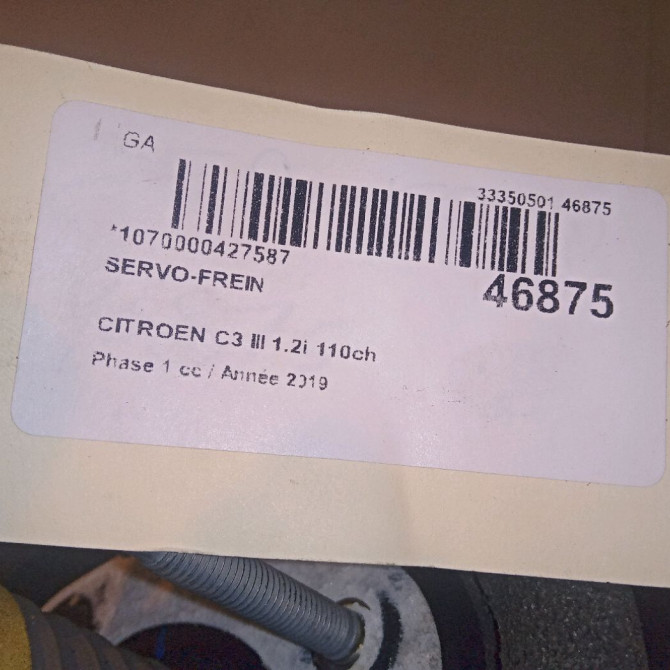 GA
33350501 46875
*1070000427587
46875
SERVO-FREIN
CITROEN C3 III 1.2i 110ch
Phase 1 cc / Année 2019